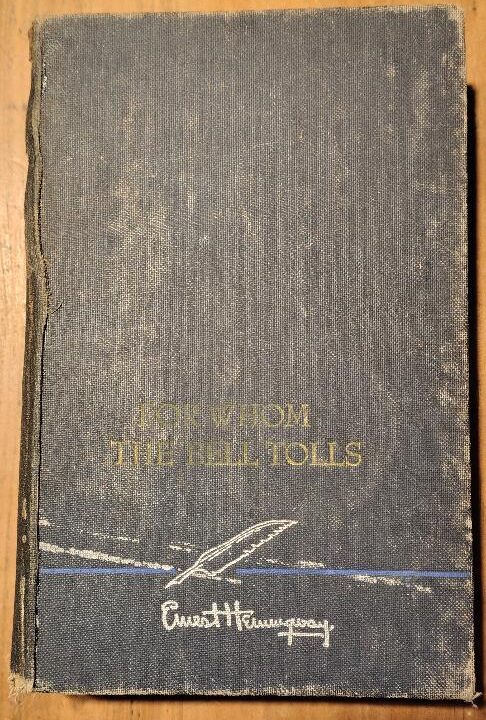 FOR WHOM
THE BELL TOLLS
Ernest Hemingway